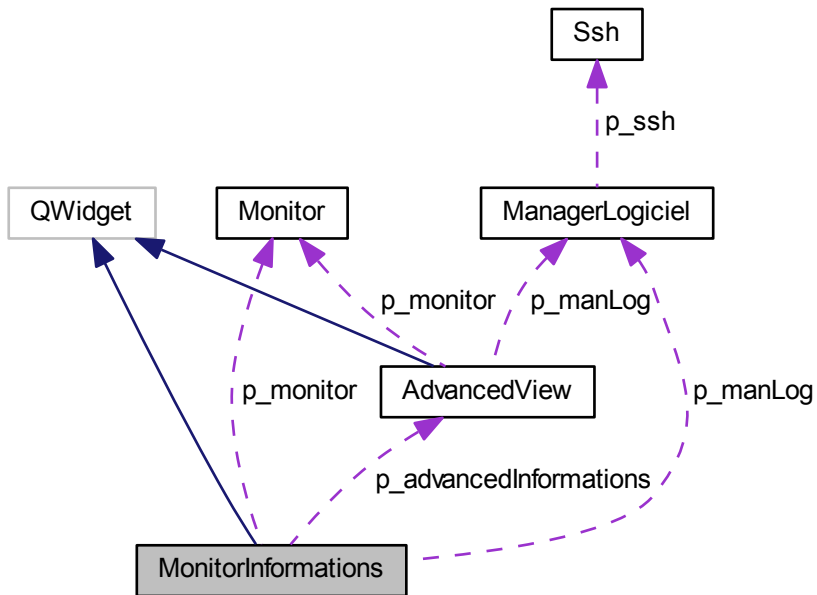 Ssh
p_ssh
QWidget
Monitor
ManagerLogiciel
p_monitor
p_manLog
p_monitor
AdvancedView
p_manLog
p_advancedInformations
MonitorInformations